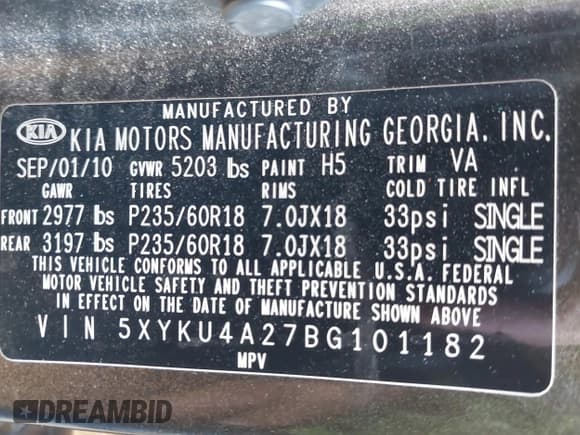 MANUFACTURED BY
KIA KIA MOTORS MANUFACTURING GEORGIA. INC.
SEP/01/10 GVWR 5203 lbs PAINT H5 TRIM VA
GAWR TIRES RIMS COLD TIRE INFL
FRONT 2977 lbs P235/60R18 7.0JX18 33psi SINGLE
REAR 3197 lbs P235/60R18 7.0JX18 33psi SINGLE
THIS VEHICLE CONFORMS TO ALL APPLICABLE U.S.A. FEDERAL
MOTOR VEHICLE SAFETY AND THEFT PREVENTION STANDARDS
IN EFFECT ON THE DATE OF MANUFACTURE SHOWN ABOVE
VIN 5XYKU4A27BG101182
MPV
DREAMBID